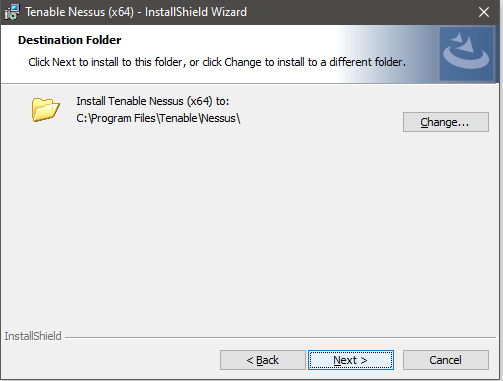 Tenable Nessus (x64) - InstallShield Wizard
Destination Folder
Click Next to install to this folder, or click Change to install to a different folder.
Install Tenable Nessus (x64) to:
C:\Program Files\Tenable\Nessus\
Change...
InstallShield
< Back
Next >
Cancel